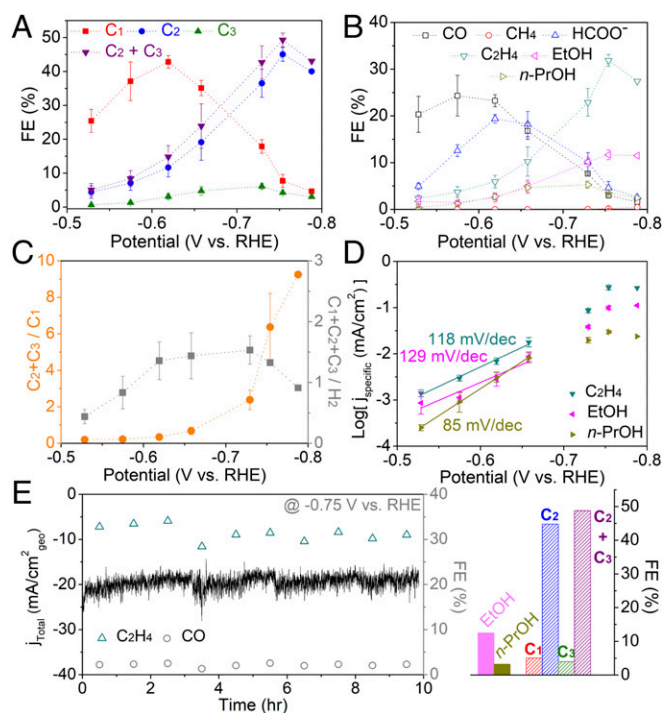 A
C₁ C₂ C₃
C₂ + C₃
FE (%)
50
40
30
20
10
0
-0.5 -0.6 -0.7 -0.8
Potential (V vs. RHE)
B
CO CH4 HCOO⁻
C₂H₄ EtOH
n-PrOH
FE (%)
50
40
30
20
10
0
-0.5 -0.6 -0.7 -0.8
Potential (V vs. RHE)
C
C₂+C₃ / C₁
10
8
6
4
2
0
C₁+C₂+C₃ / H₂
3
2
1
0
-0.5 -0.6 -0.7 -0.8
Potential (V vs. RHE)
D
Log[ j specific (mA/cm²) ]
0
-1
-2
-3
-4
118 mV/dec
129 mV/dec
85 mV/dec
C₂H₄
EtOH
n-PrOH
-0.5 -0.6 -0.7 -0.8
Potential (V vs. RHE)
E
@ -0.75 V vs. RHE
j Total (mA/cm² geo)
0
-10
-20
-30
-40
C₂H₄ CO
0 2 4 6 8 10
Time (hr)
FE (%)
40
30
20
10
0
EtOH
n-PrOH
C₁
C₂
C₃
C₂ + C₃
FE (%)
50
40
30
20
10
0